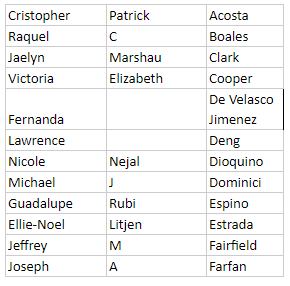 Cristopher Patrick Acosta
Raquel C Boales
Jaelyn Marshau Clark
Victoria Elizabeth Cooper
De Velasco
Fernanda Jimenez
Lawrence Deng
Nicole Nejal Dioquino
Michael J Dominici
Guadalupe Rubi Espino
Ellie-Noel Litjen Estrada
Jeffrey M Fairfield
Joseph A Farfan